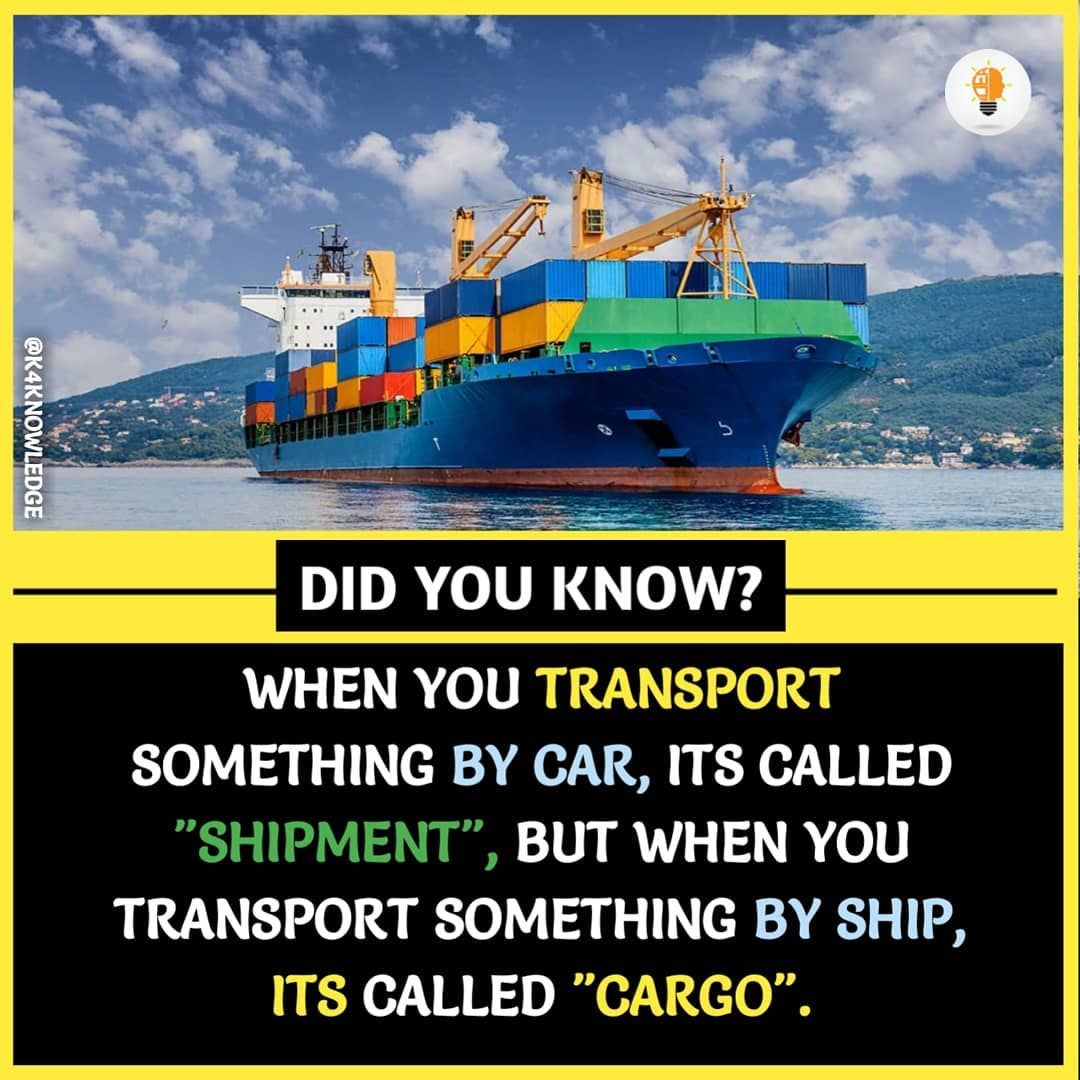 @K4KNOWLEDGE
DID YOU KNOW?
WHEN YOU TRANSPORT
SOMETHING BY CAR, ITS CALLED
"SHIPMENT", BUT WHEN YOU
TRANSPORT SOMETHING BY SHIP,
ITS CALLED "CARGO".